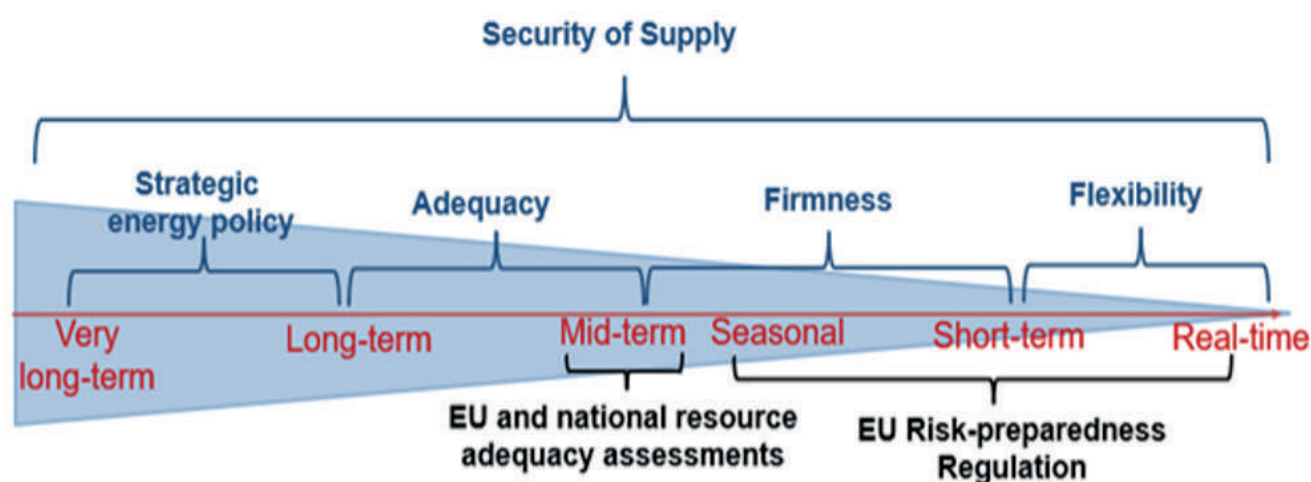 Security of Supply
Strategic
energy policy
Adequacy
Firmness
Flexibility
Very
long-term
Long-term
Mid-term
Seasonal
Short-term
Real-time
EU and national resource
adequacy assessments
EU Risk-preparedness
Regulation